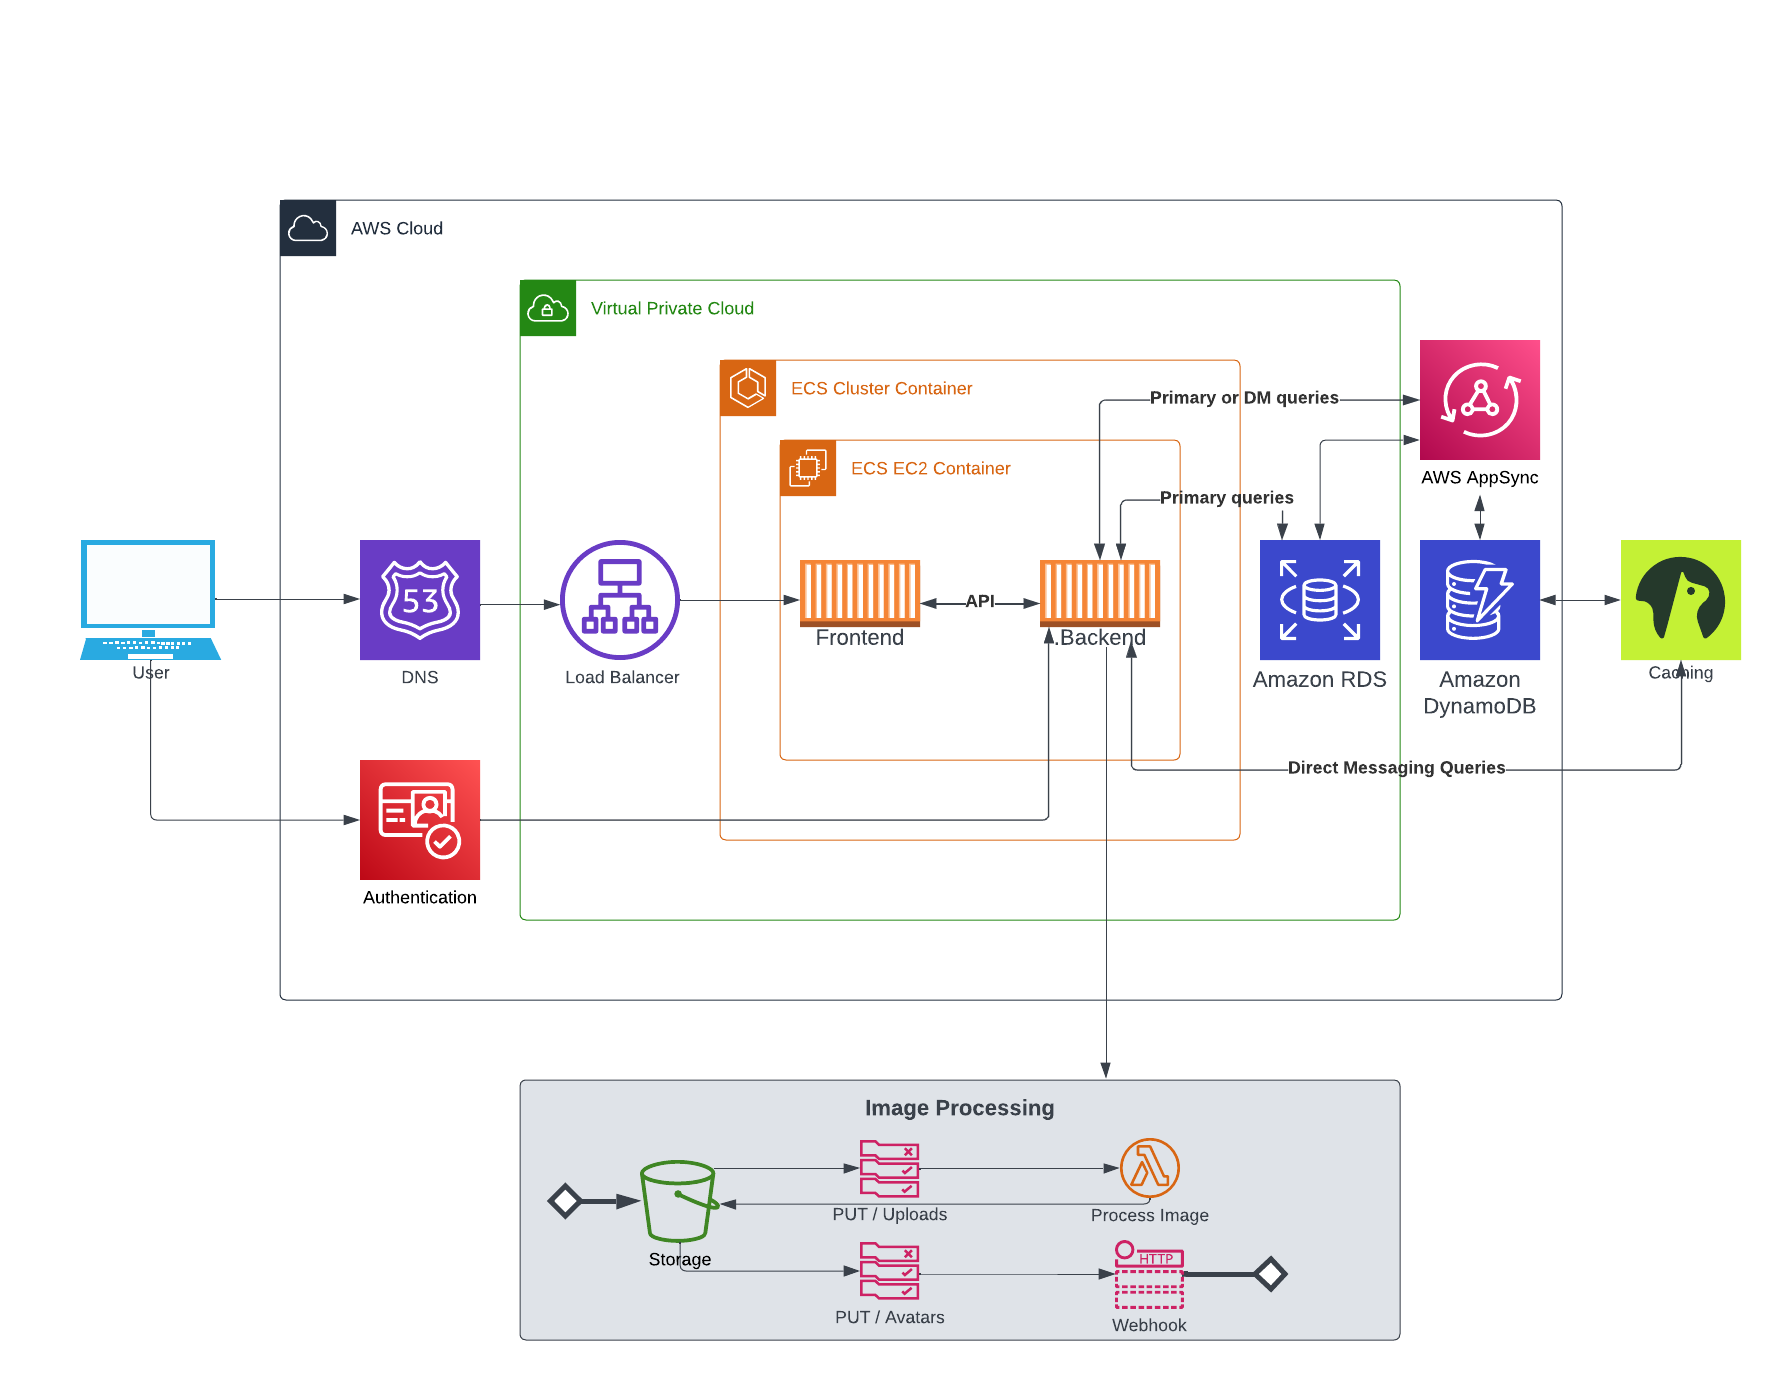 AWS Cloud
Virtual Private Cloud
ECS Cluster Container
Primary or DM queries
ECS EC2 Container
AWS AppSync
Primary queries
53
API
Frontend
.Backend
User
DNS
Load Balancer
Amazon RDS
Amazon
DynamoDB
Caching
Direct Messaging Queries
Authentication
Image Processing
PUT / Uploads
Process Image
Storage
HTTP
PUT / Avatars
Webhook